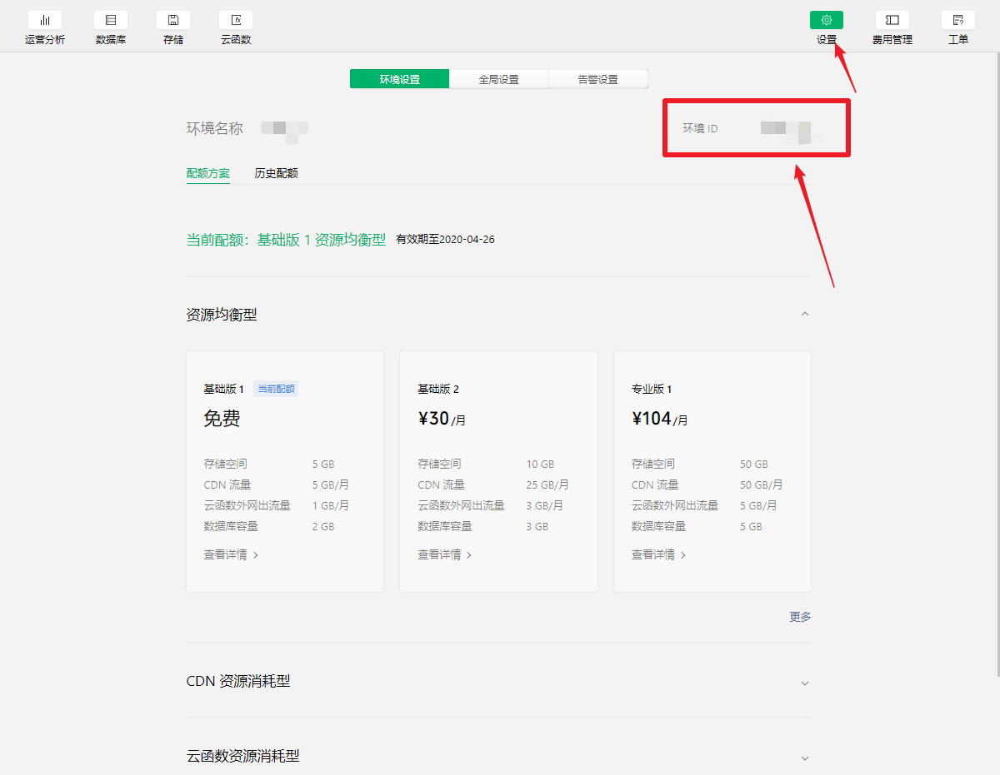 运营分析 数据库 存储 云函数 设置 费用管理 工单
环境设置 全局设置 告警设置
环境名称 环境 ID
配额方案 历史配额
当前配额：基础版 1 资源均衡型 有效期至2020-04-26
资源均衡型
基础版 1 当前配额
免费
存储空间 5 GB
CDN 流量 5 GB/月
云函数外网出流量 1 GB/月
数据库容量 2 GB
查看详情
基础版 2
¥30/月
存储空间 10 GB
CDN 流量 25 GB/月
云函数外网出流量 3 GB/月
数据库容量 3 GB
查看详情
专业版 1
¥104/月
存储空间 50 GB
CDN 流量 50 GB/月
云函数外网出流量 5 GB/月
数据库容量 5 GB
查看详情
更多
CDN 资源消耗型
云函数资源消耗型